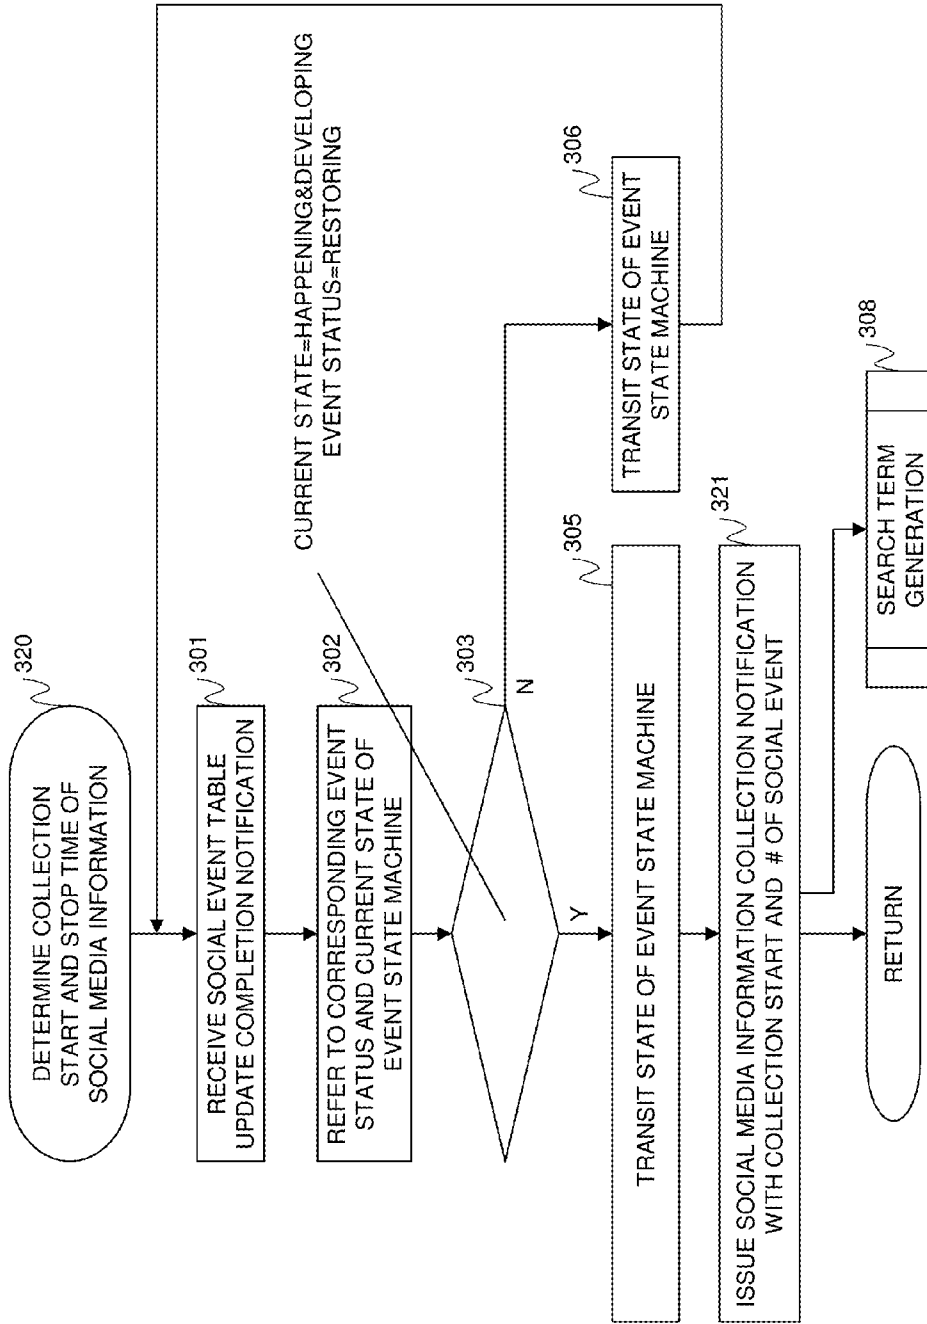 DETERMINE COLLECTION
START AND STOP TIME OF
SOCIAL MEDIA INFORMATION
320
RECEIVE SOCIAL EVENT TABLE
UPDATE COMPLETION NOTIFICATION
301
REFER TO CORRESPONDING EVENT
STATUS AND CURRENT STATE OF
EVENT STATE MACHINE
302
CURRENT STATE=HAPPENING&DEVELOPING
EVENT STATUS=RESTORING
303
N
Y
TRANSIT STATE OF EVENT STATE MACHINE
305
TRANSIT STATE OF EVENT
STATE MACHINE
306
ISSUE SOCIAL MEDIA INFORMATION COLLECTION NOTIFICATION
WITH COLLECTION START AND # OF SOCIAL EVENT
321
RETURN
SEARCH TERM
GENERATION
308